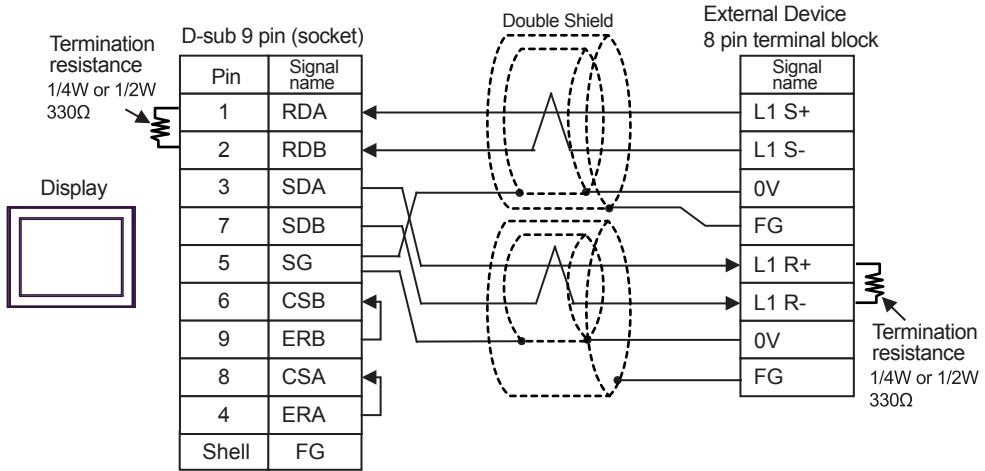 Double Shield
External Device
8 pin terminal block
Termination
resistance
1/4W or 1/2W
330Ω
D-sub 9 pin (socket)
Pin Signal name
1 RDA
2 RDB
3 SDA
7 SDB
5 SG
6 CSB
9 ERB
8 CSA
4 ERA
Shell FG
Display
Signal name
L1 S+
L1 S-
0V
FG
L1 R+
L1 R-
0V
FG
Termination
resistance
1/4W or 1/2W
330Ω